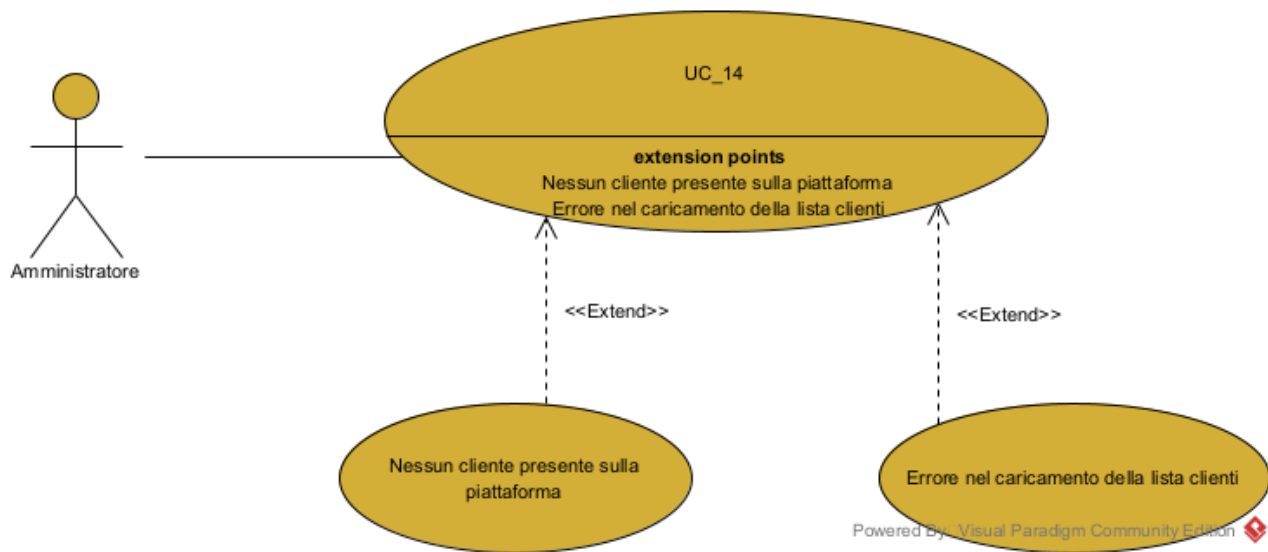 UC_14
extension points
Nessun cliente presente sulla piattaforma
Errore nel caricamento della lista clienti
Amministratore
<<Extend>>
<<Extend>>
Nessun cliente presente sulla
piattaforma
Errore nel caricamento della lista clienti
Powered By: Visual Paradigm Community Edition